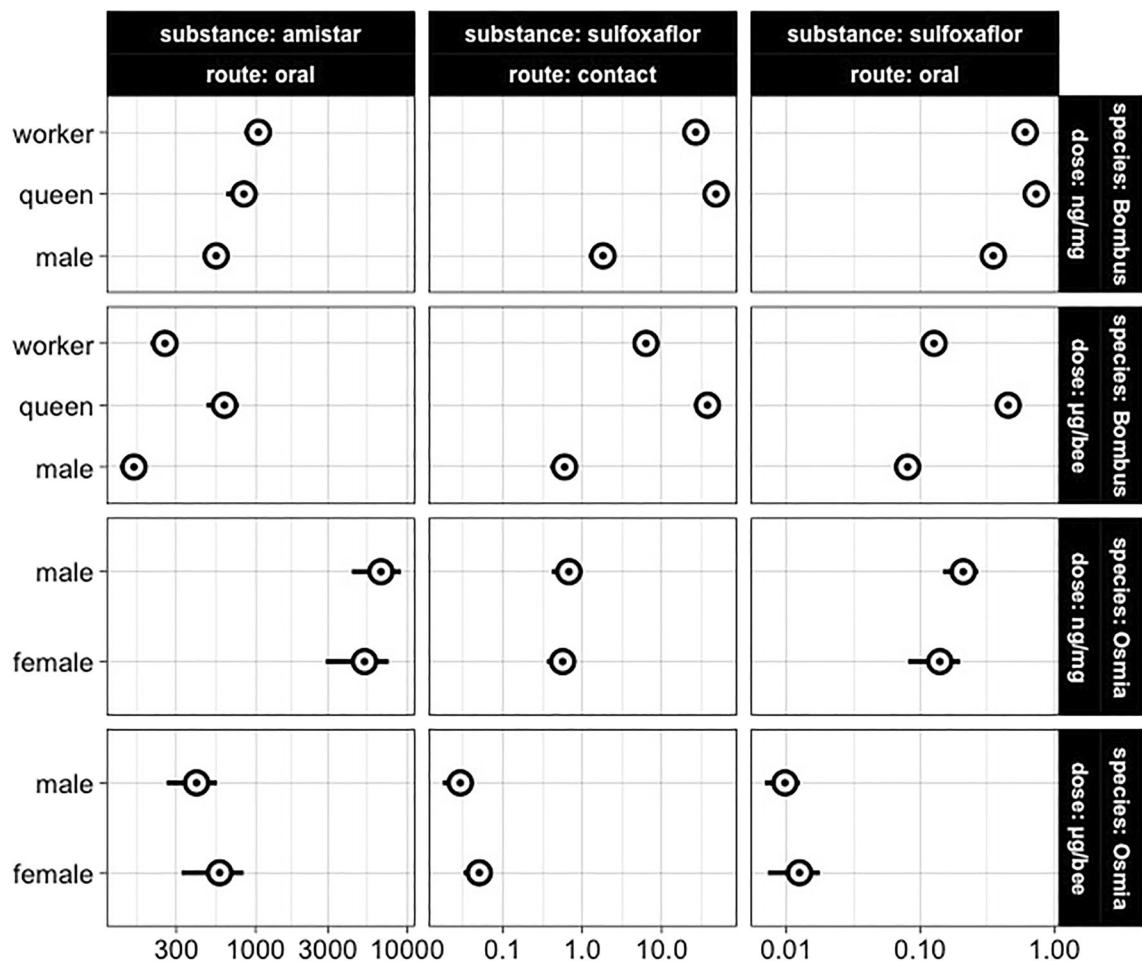 substance: amistar
substance: sulfoxaflor
substance: sulfoxaflor
route: oral
route: contact
route: oral
worker
queen
male
species: Bombus
dose: ng/mg
worker
queen
male
species: Bombus
dose: µg/bee
male
female
species: Osmia
dose: ng/mg
male
female
species: Osmia
dose: µg/bee
300 1000 3000 10000
0.1 1.0 10.0
0.01 0.10 1.00